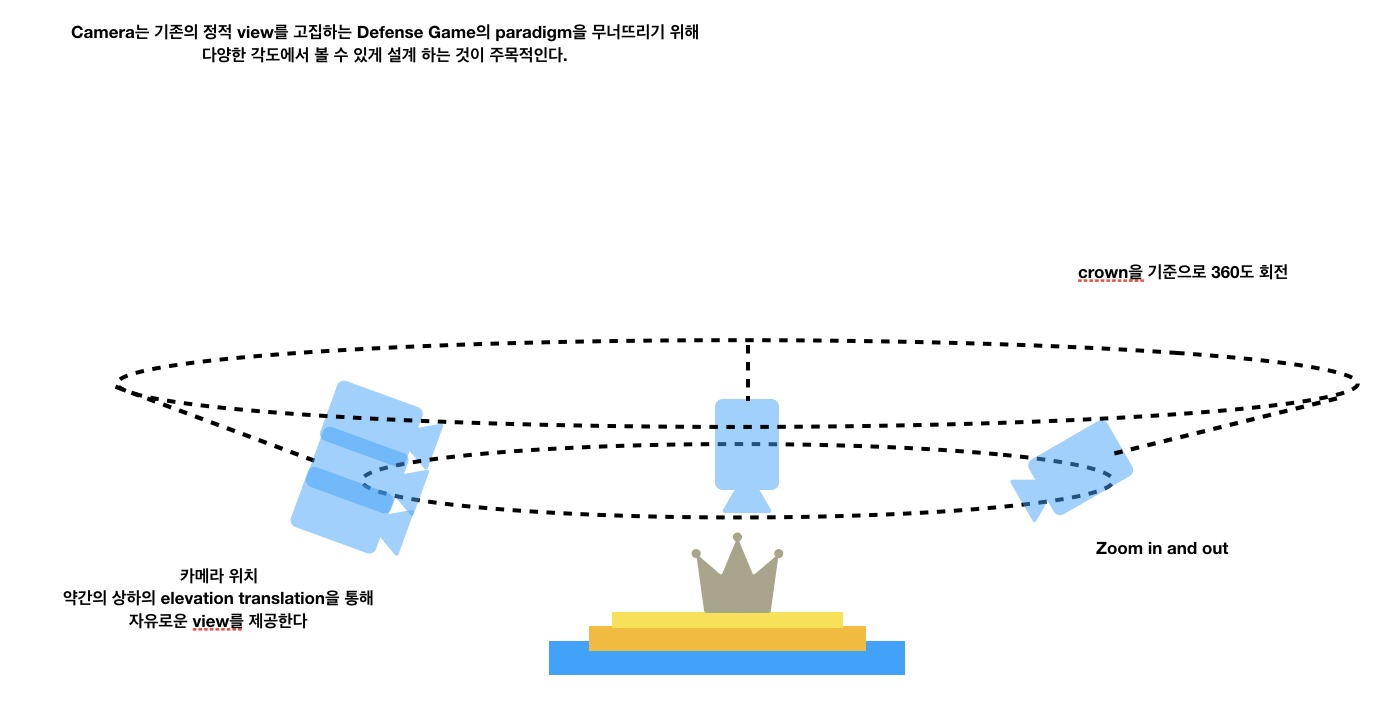 Camera는 기존의 정적 view를 고집하는 Defense Game의 paradigm을 무너뜨리기 위해
다양한 각도에서 볼 수 있게 설계 하는 것이 주목적인다.
crown을 기준으로 360도 회전
Zoom in and out
카메라 위치
약간의 상하의 elevation translation을 통해
자유로운 view를 제공한다